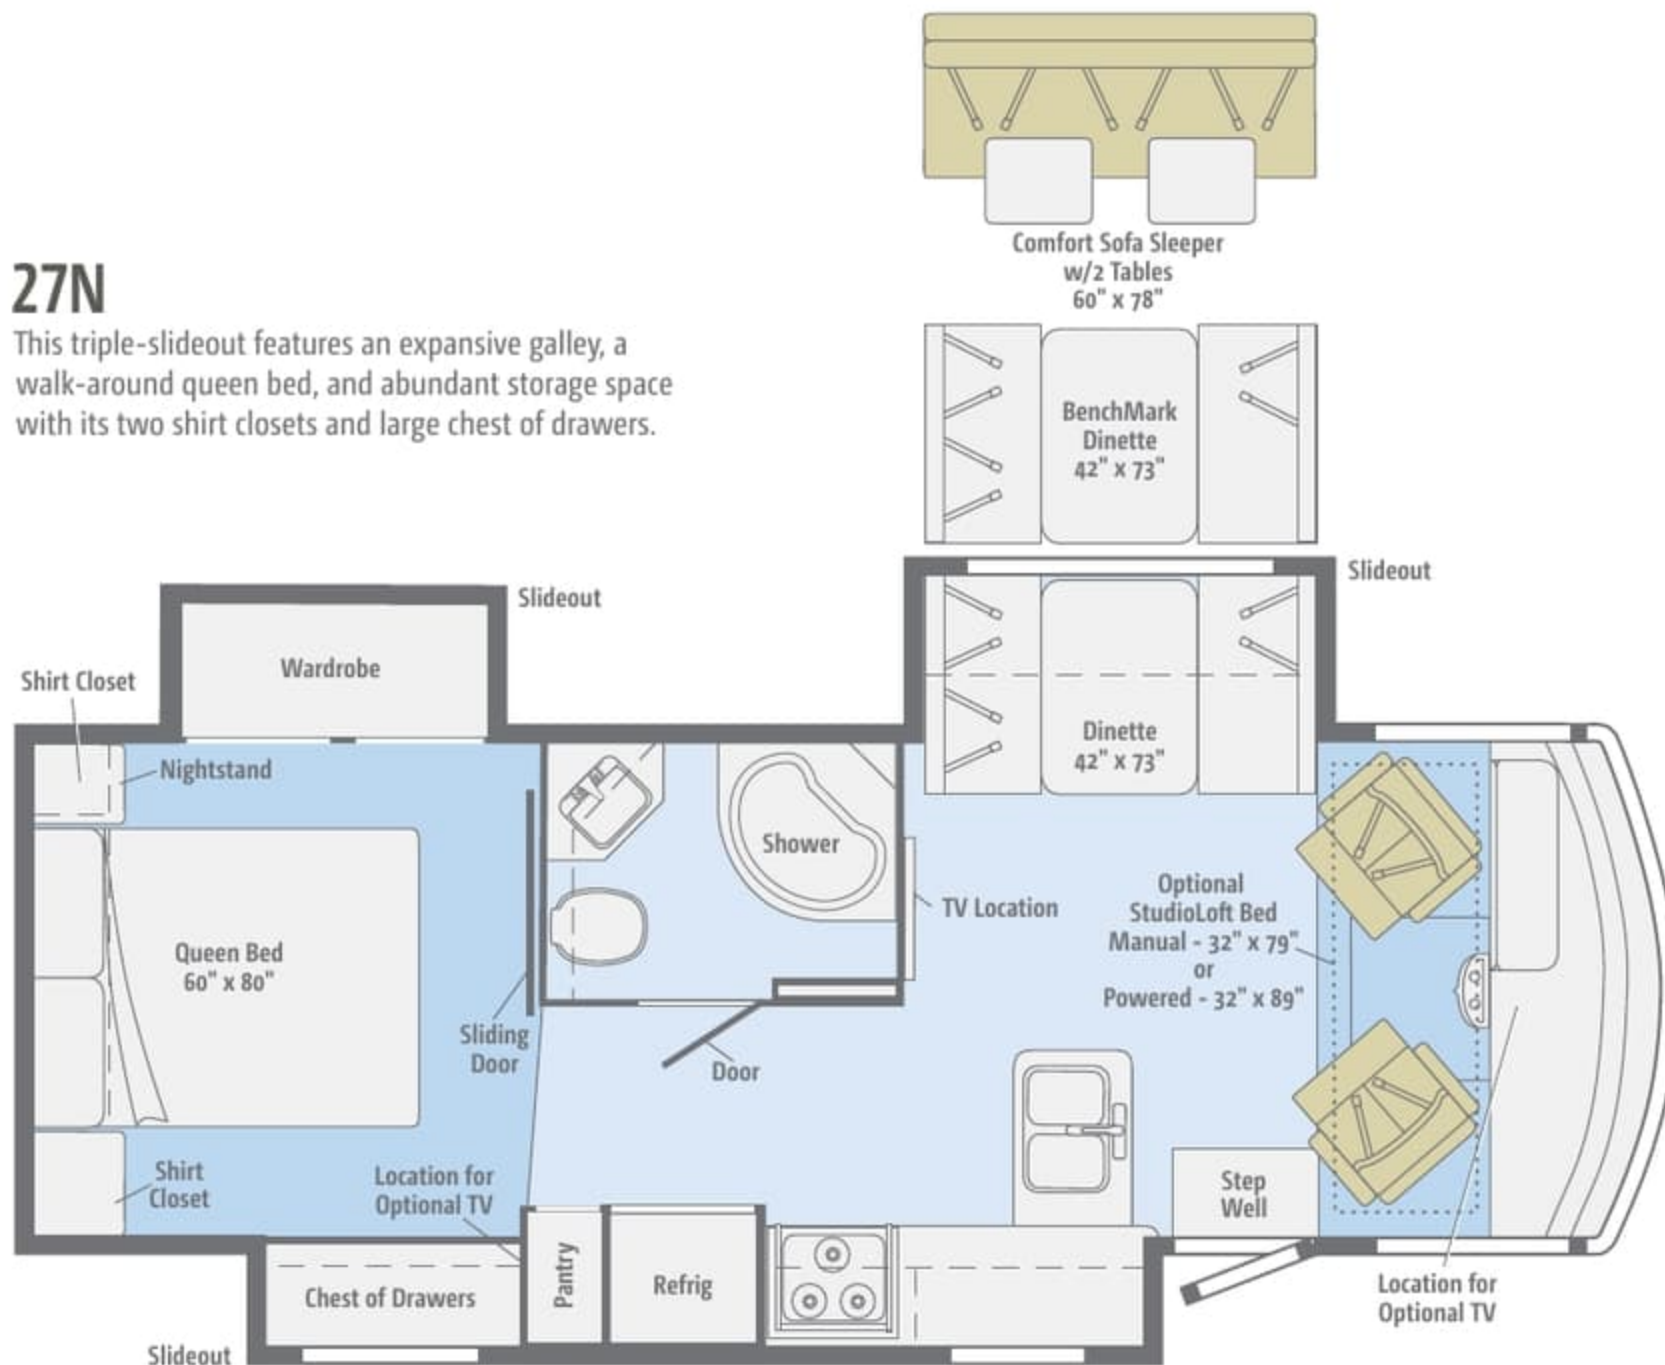 Comfort Sofa Sleeper
w/2 Tables
60" x 78"
27N
This triple-slideout features an expansive galley, a
walk-around queen bed, and abundant storage space
with its two shirt closets and large chest of drawers.
BenchMark
Dinette
42" x 73"
Slideout
Slideout
Wardrobe
Shirt Closet
Nightstand
Dinette
42" x 73"
Shower
Optional
StudioLoft Bed
Manual - 32" x 79"
or
Powered - 32" x 89"
TV Location
Queen Bed
60" x 80"
Sliding
Door
Door
Shirt
Closet
Location for
Optional TV
Step
Well
Pantry
Refrig
Chest of Drawers
Location for
Optional TV
Slideout